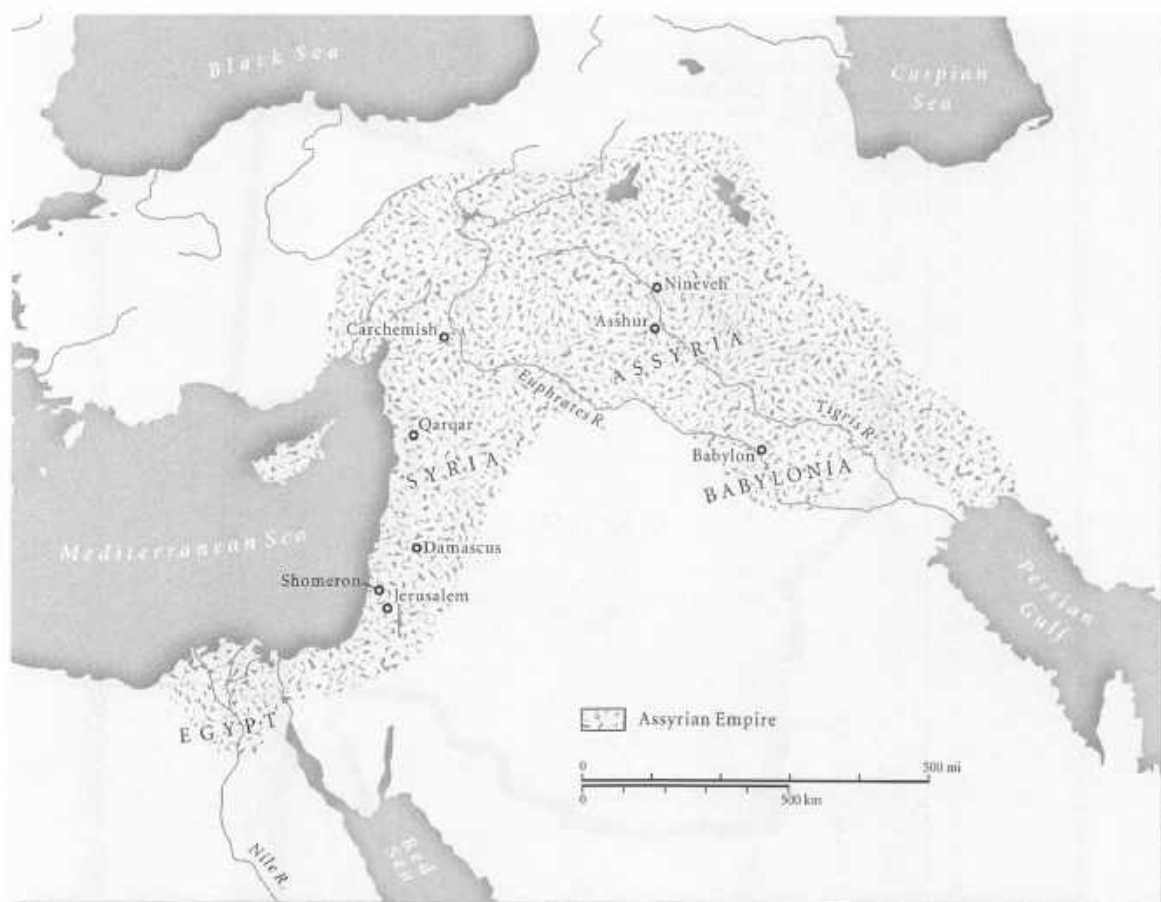 Black Sea
Caspian
Sea
Nineveh
Asshur
Carchemish
ASSYRIA
Euphrates R.
Tigris R.
Qarqar
SYRIA
Babylon
BABYLONIA
Mediterranean Sea
Damascus
Shomeron
Jerusalem
Persian
Gulf
EGYPT
Assyrian Empire
0 500 mi
0 500 km
Nile R.
Red
Sea